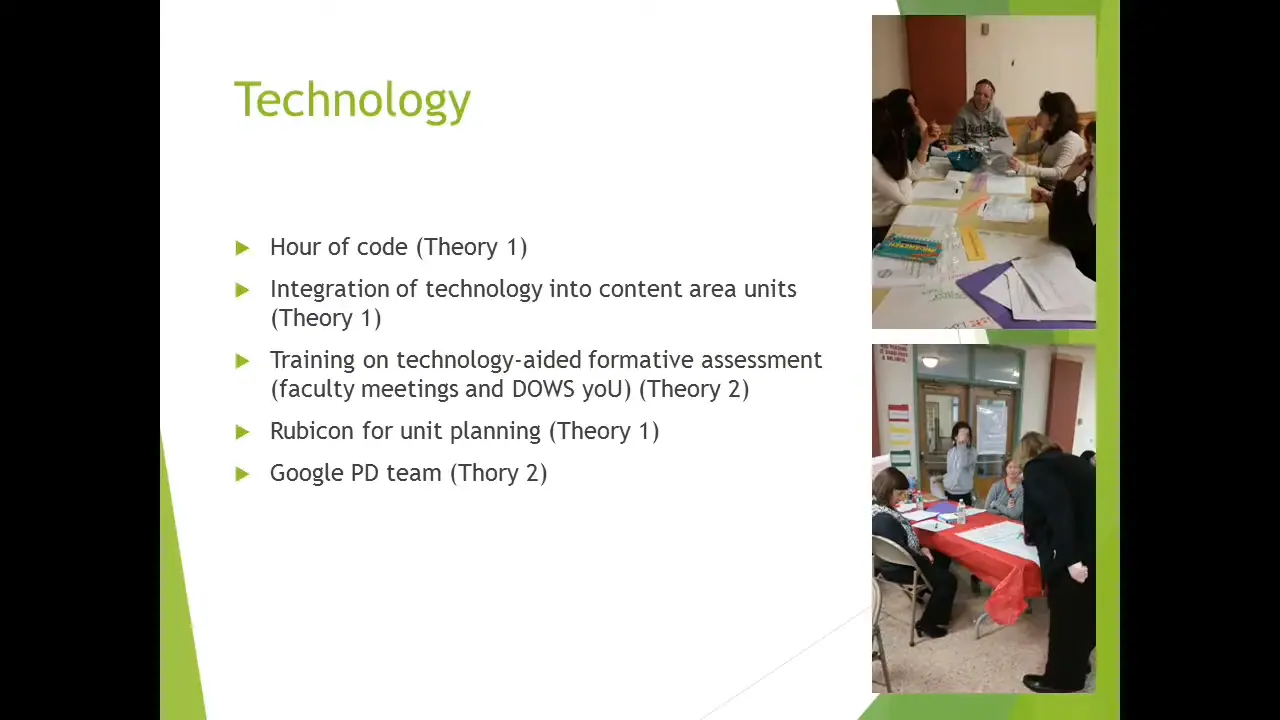 Technology
Hour of code (Theory 1)
Integration of technology into content area units
(Theory 1)
Training on technology-aided formative assessment
(faculty meetings and DOWS yoU) (Theory 2)
Rubicon for unit planning (Theory 1)
Google PD team (Thory 2)